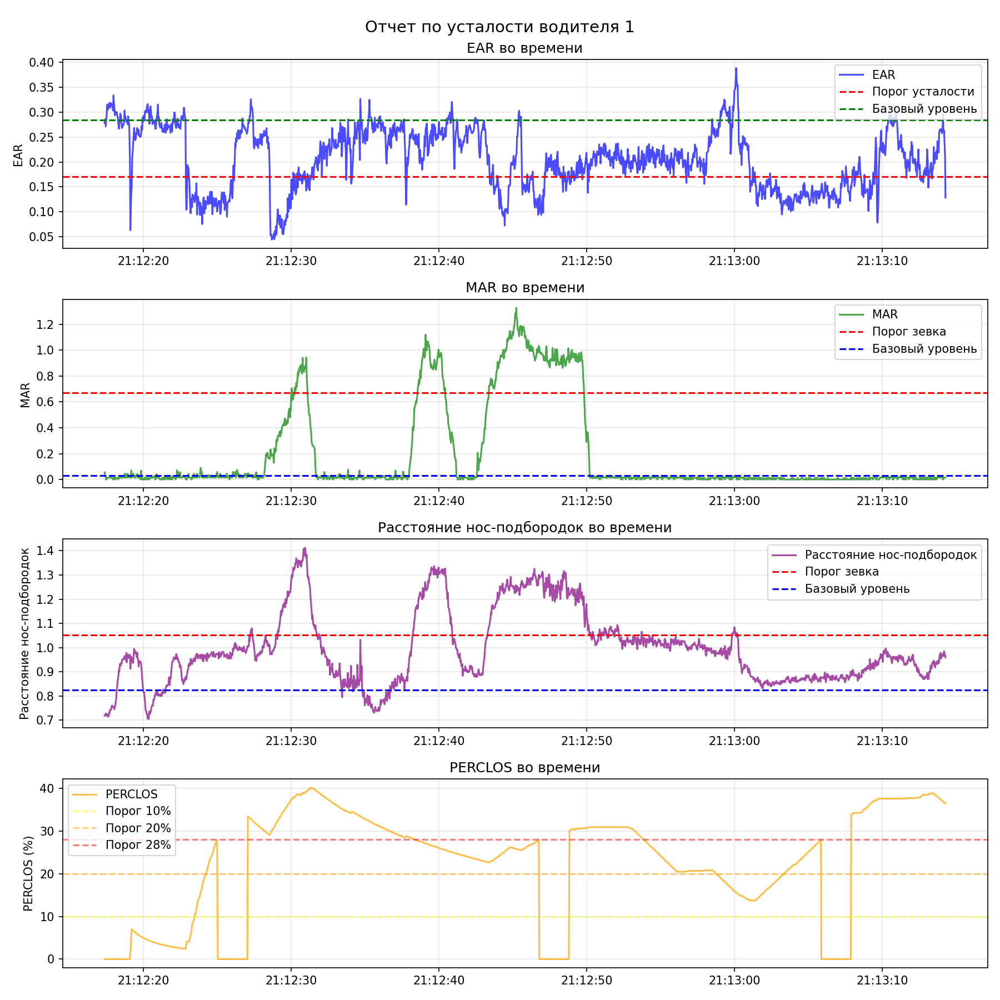 Отчет по усталости водителя 1
EAR во времени
EAR
0.40
0.35
0.30
0.25
0.20
0.15
0.10
0.05
EAR
Порог усталости
Базовый уровень
21:12:20 21:12:30 21:12:40 21:12:50 21:13:00 21:13:10
MAR во времени
MAR
1.2
1.0
0.8
0.6
0.4
0.2
0.0
MAR
Порог зевка
Базовый уровень
21:12:20 21:12:30 21:12:40 21:12:50 21:13:00 21:13:10
Расстояние нос-подбородок во времени
Расстояние нос-подбородок
1.4
1.3
1.2
1.1
1.0
0.9
0.8
0.7
Расстояние нос-подбородок
Порог зевка
Базовый уровень
21:12:20 21:12:30 21:12:40 21:12:50 21:13:00 21:13:10
PERCLOS во времени
PERCLOS (%)
40
30
20
10
0
PERCLOS
Порог 10%
Порог 20%
Порог 28%
21:12:20 21:12:30 21:12:40 21:12:50 21:13:00 21:13:10